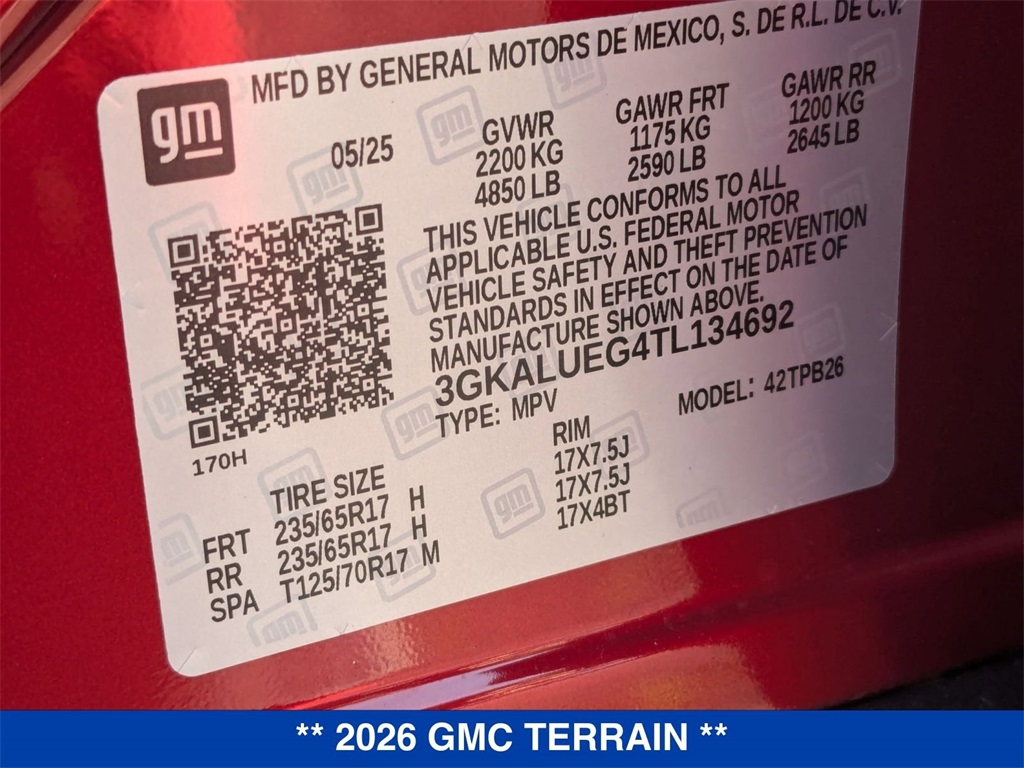 gm
MFD BY GENERAL MOTORS DE MEXICO, S. DE R.L. DE C.V.
05/25
GVWR
2200 KG
4850 LB
GAWR FRT
1175 KG
2590 LB
GAWR RR
1200 KG
2645 LB
THIS VEHICLE CONFORMS TO ALL
APPLICABLE U.S. FEDERAL MOTOR
VEHICLE SAFETY AND THEFT PREVENTION
STANDARDS IN EFFECT ON THE DATE OF
MANUFACTURE SHOWN ABOVE.
3GKALUEG4TL134692
TYPE: MPV
MODEL: 42TPB26
170H
TIRE SIZE
RIM
FRT 235/65R17 H 17X7.5J
RR 235/65R17 H 17X7.5J
SPA T125/70R17 M 17X4BT
** 2026 GMC TERRAIN **